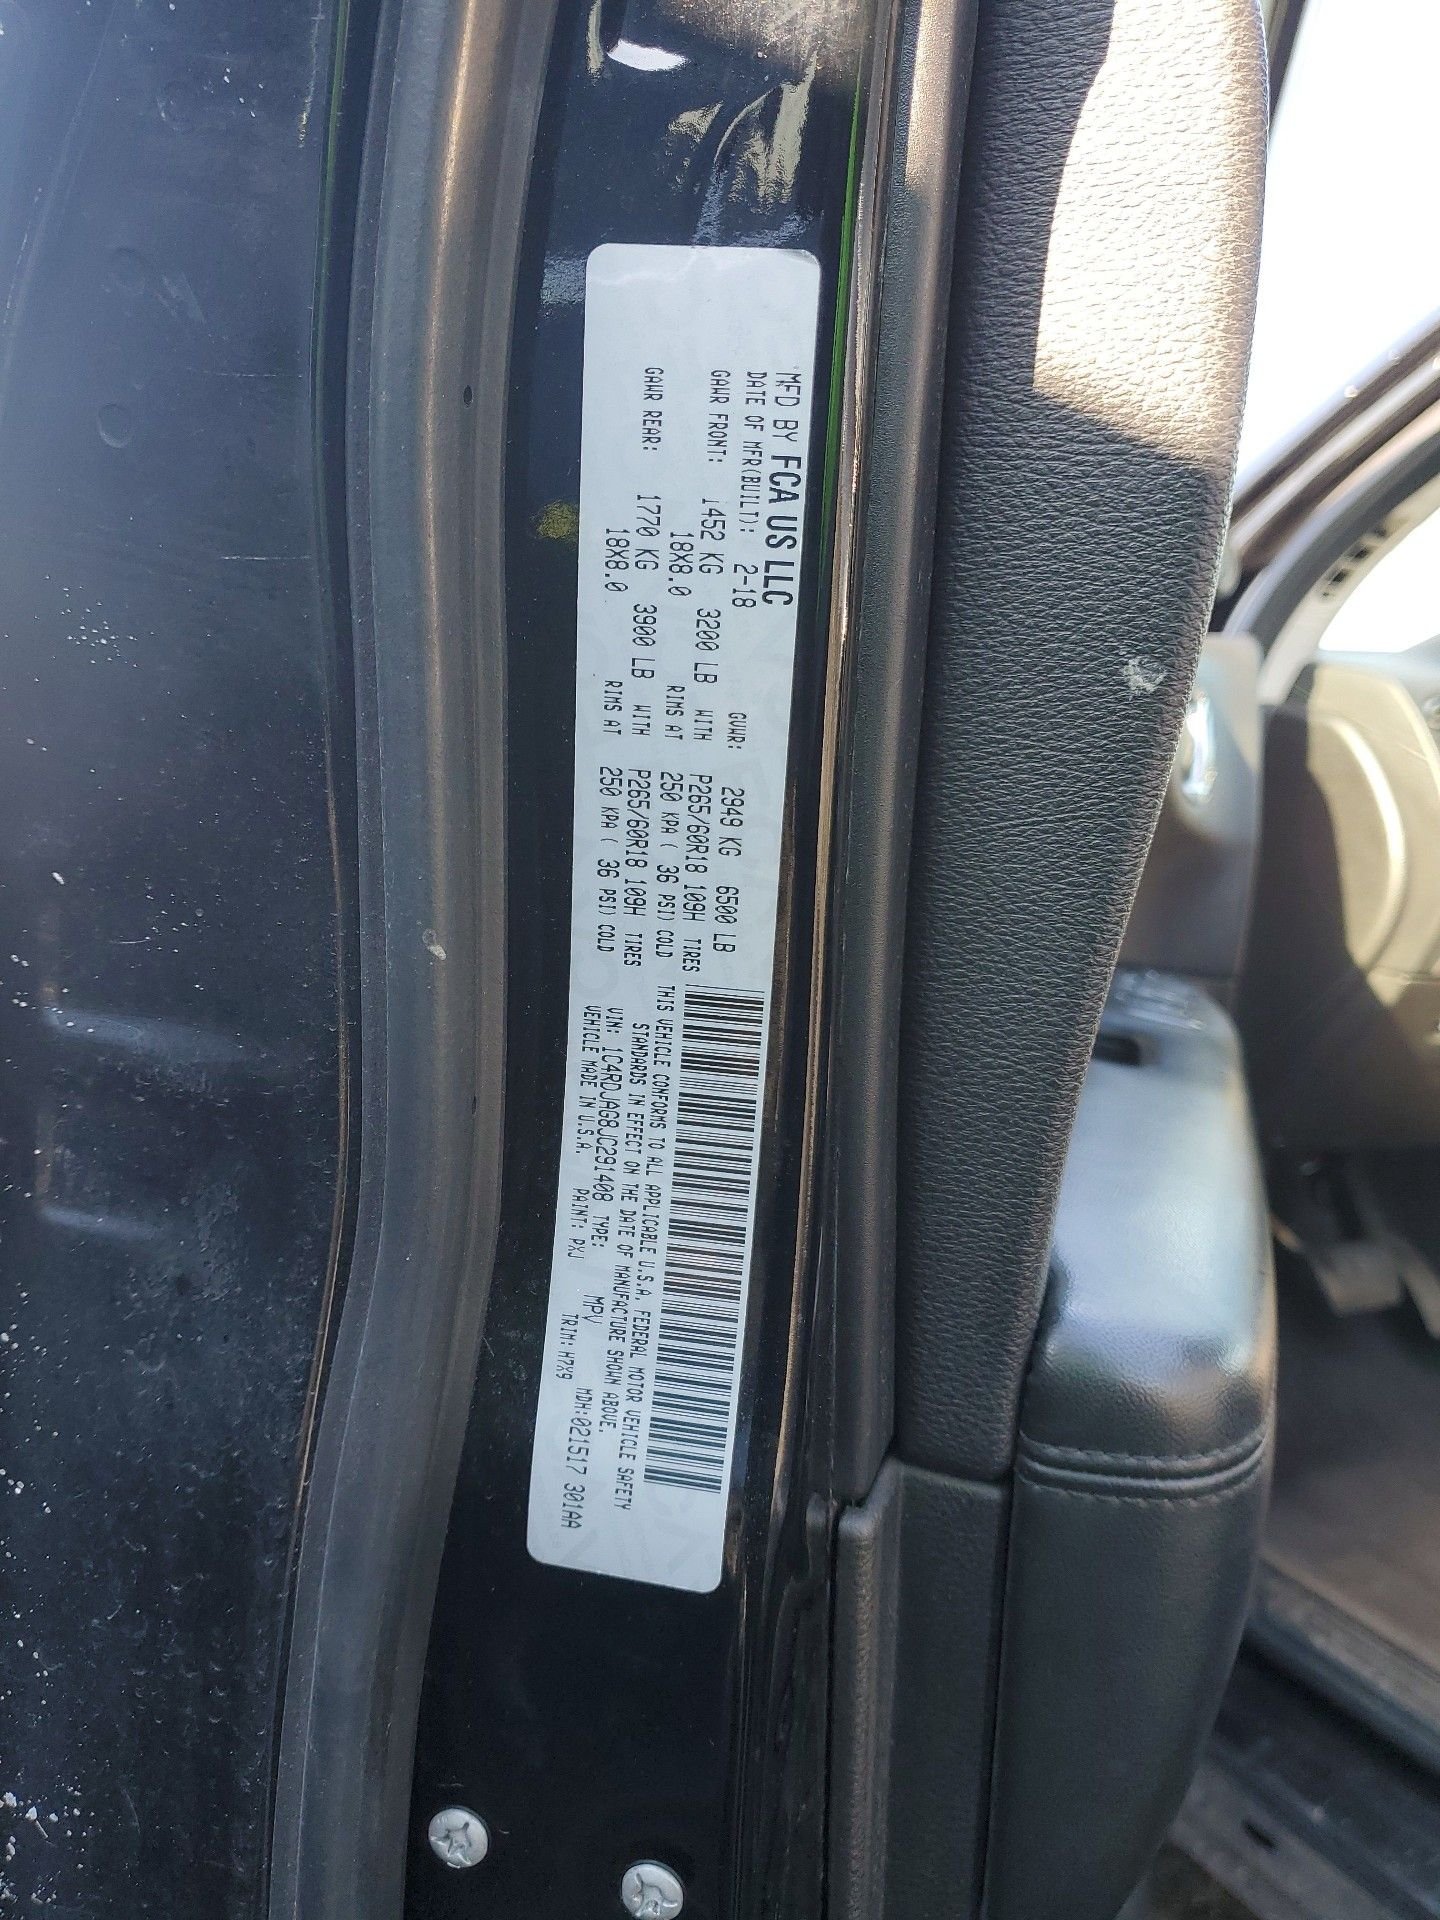 MFD BY FCA US LLC
DATE OF MFR(BUILT): 2-18 GVWR: 2949 KG 6500 LB
GAWR FRONT: 1452 KG 3200 LB WITH P265/60R18 109H TIRES
18X8.0 RIMS AT 250 KPA ( 36 PSI) COLD
GAWR REAR: 1770 KG 3900 LB WITH P265/60R18 109H TIRES
18X8.0 RIMS AT 250 KPA ( 36 PSI) COLD
THIS VEHICLE CONFORMS TO ALL APPLICABLE U.S.A. FEDERAL MOTOR VEHICLE SAFETY
STANDARDS IN EFFECT ON THE DATE OF MANUFACTURE SHOWN ABOVE.
VIN: 1C4RDJAG8JC291408 TYPE: MPV MDH:021517 301AA
VEHICLE MADE IN U.S.A. PAINT: PXJ TRIM: H7X9